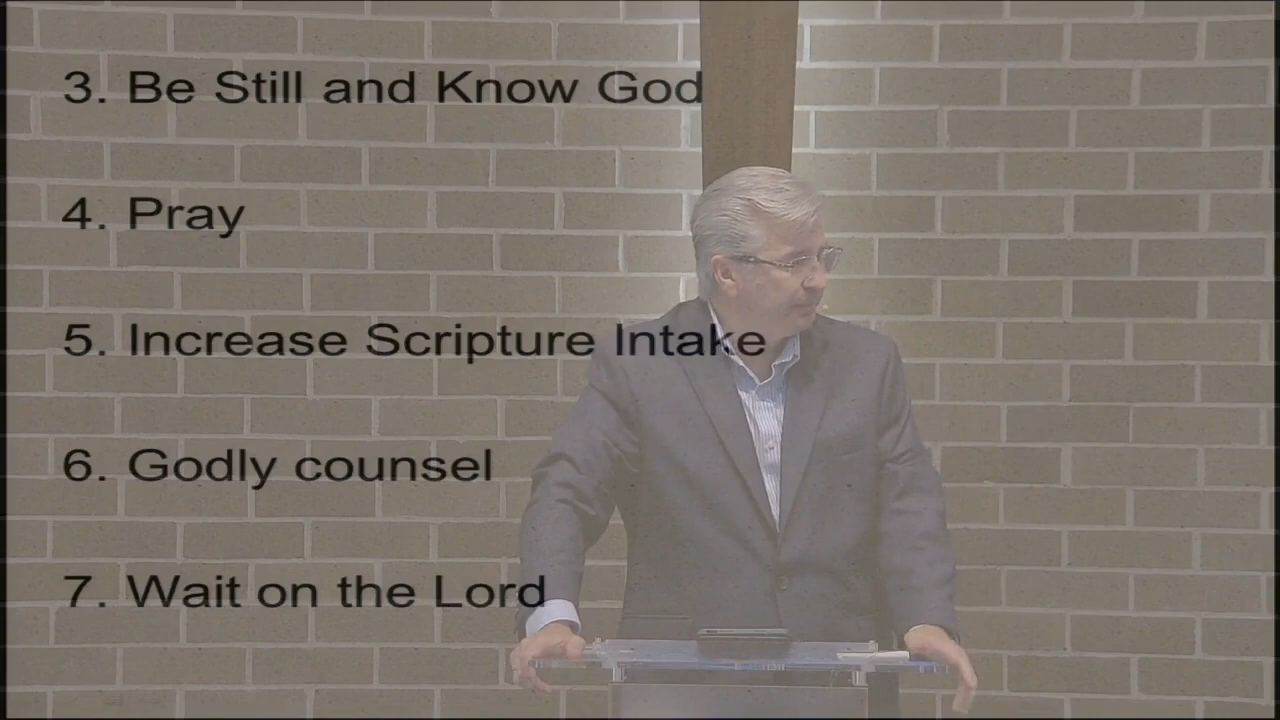 3. Be Still and Know God
4. Pray
5. Increase Scripture Intake
6. Godly counsel
7. Wait on the Lord